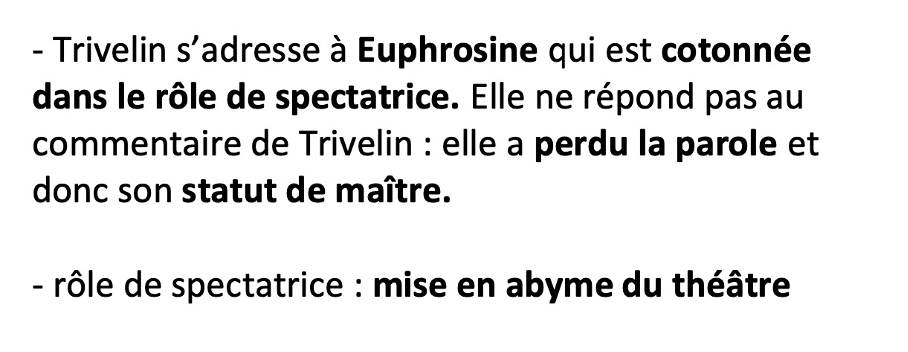 - Trivelin s’adresse à Euphrosine qui est cotonnée
dans le rôle de spectatrice. Elle ne répond pas au
commentaire de Trivelin : elle a perdu la parole et
donc son statut de maître.
- rôle de spectatrice : mise en abyme du théâtre